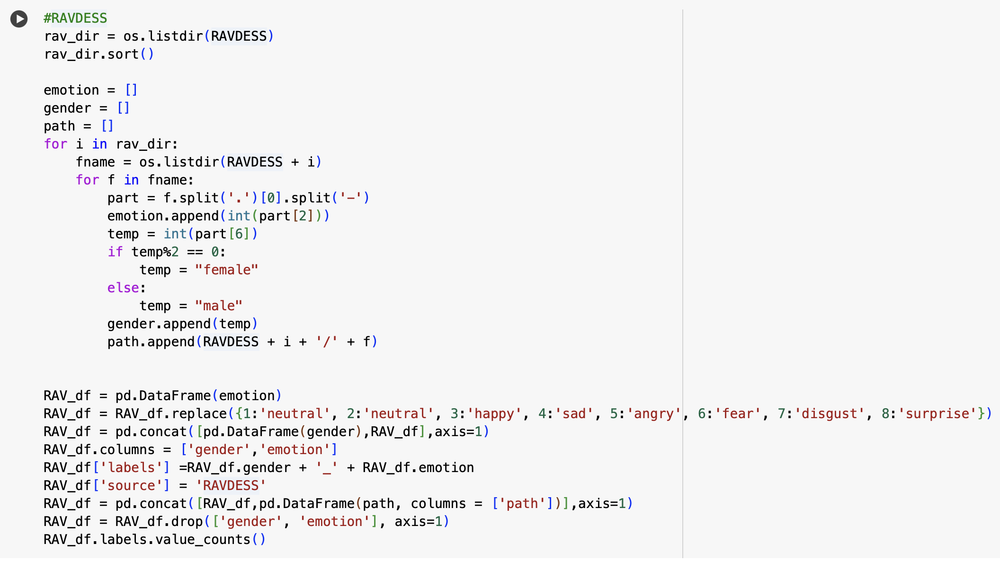 #RAVDESS
rav_dir = os.listdir(RAVDESS)
rav_dir.sort()

emotion = []
gender = []
path = []
for i in rav_dir:
    fname = os.listdir(RAVDESS + i)
    for f in fname:
        part = f.split('.')[0].split('-')
        emotion.append(int(part[2]))
        temp = int(part[6])
        if temp%2 == 0:
            temp = "female"
        else:
            temp = "male"
        gender.append(temp)
        path.append(RAVDESS + i + '/' + f)


RAV_df = pd.DataFrame(emotion)
RAV_df = RAV_df.replace({1:'neutral', 2:'neutral', 3:'happy', 4:'sad', 5:'angry', 6:'fear', 7:'disgust', 8:'surprise'})
RAV_df = pd.concat([pd.DataFrame(gender),RAV_df],axis=1)
RAV_df.columns = ['gender','emotion']
RAV_df['labels'] =RAV_df.gender + '_' + RAV_df.emotion
RAV_df['source'] = 'RAVDESS'
RAV_df = pd.concat([RAV_df,pd.DataFrame(path, columns = ['path'])],axis=1)
RAV_df = RAV_df.drop(['gender', 'emotion'], axis=1)
RAV_df.labels.value_counts()